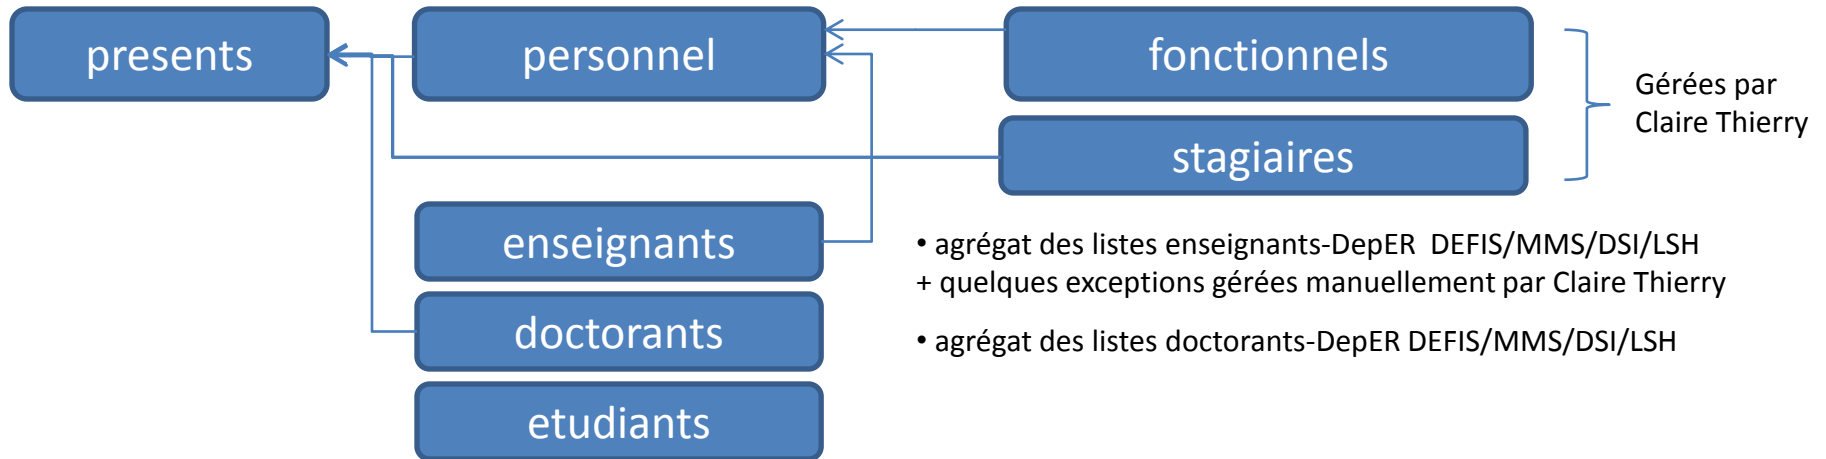 presents
personnel
fonctionnels
Gérées par
Claire Thierry
stagiaires
enseignants
• agrégat des listes enseignants-DepER DEFIS/MMS/DSI/LSH
+ quelques exceptions gérées manuellement par Claire Thierry
doctorants
• agrégat des listes doctorants-DepER DEFIS/MMS/DSI/LSH
etudiants